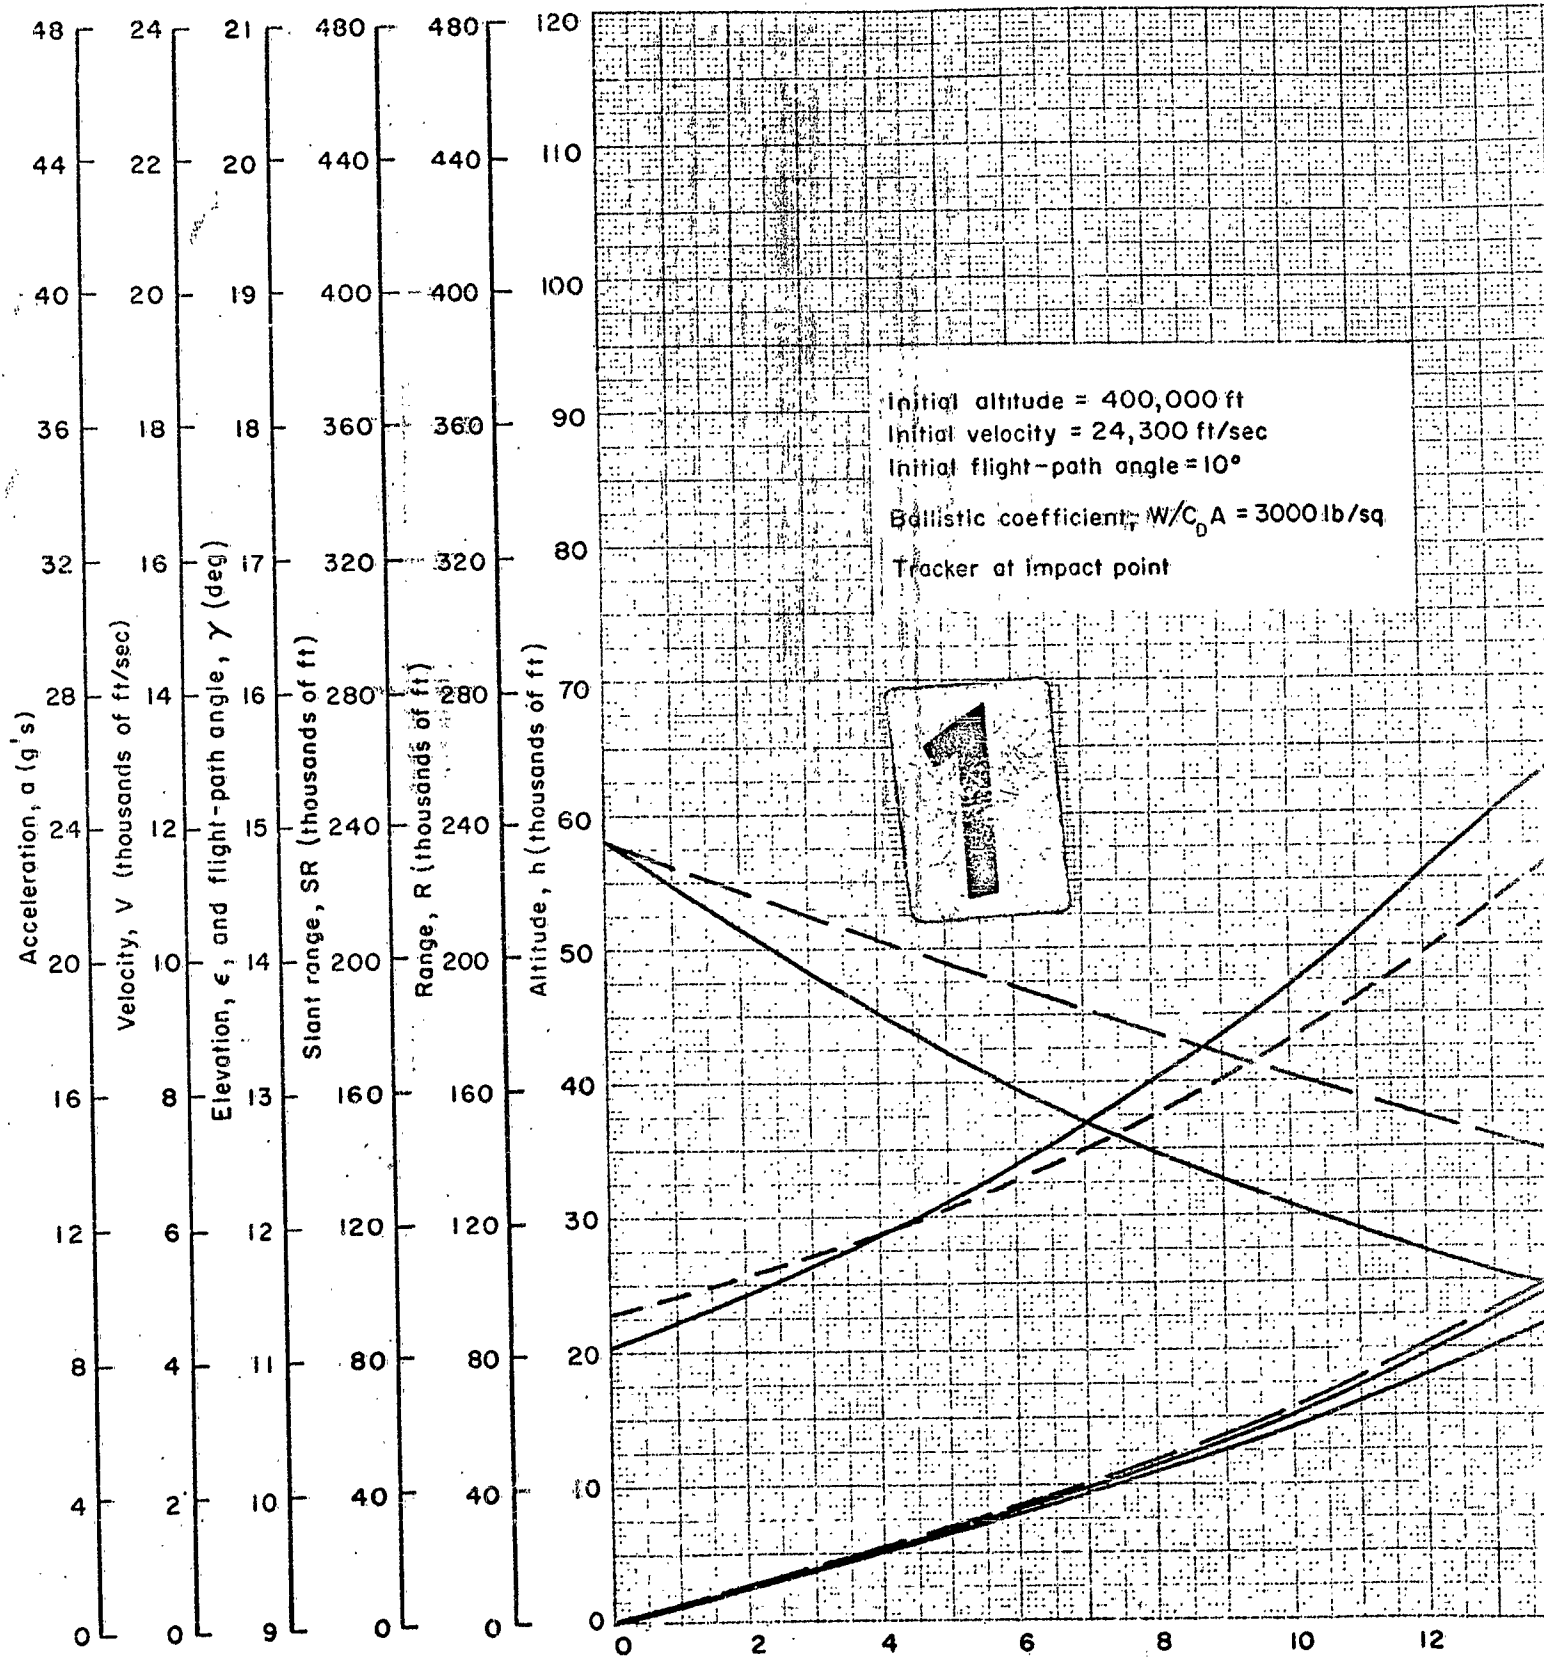 48 24 21 480 480 120
44 22 20 440 440 110
40 20 19 400 400 100
36 18 18 360 360 90
32 16 17 320 320 80
28 14 16 280 280 70
24 12 15 240 240 60
20 10 14 200 200 50
16 8 13 160 160 40
12 6 12 120 120 30
8 4 11 80 80 20
4 2 10 40 40 10
0 0 9 0 0 0
Acceleration, a (g's)
Velocity, V (thousands of ft/sec)
Elevation, ϵ, and flight-path angle, γ (deg)
Slant range, SR (thousands of ft)
Range, R (thousands of ft)
Altitude, h (thousands of ft)
Initial altitude = 400,000 ft
Initial velocity = 24,300 ft/sec
Initial flight-path angle = 10°
Ballistic coefficient, W/C_D A = 3000 lb/sq
Tracker at impact point
1
0 2 4 6 8 10 12